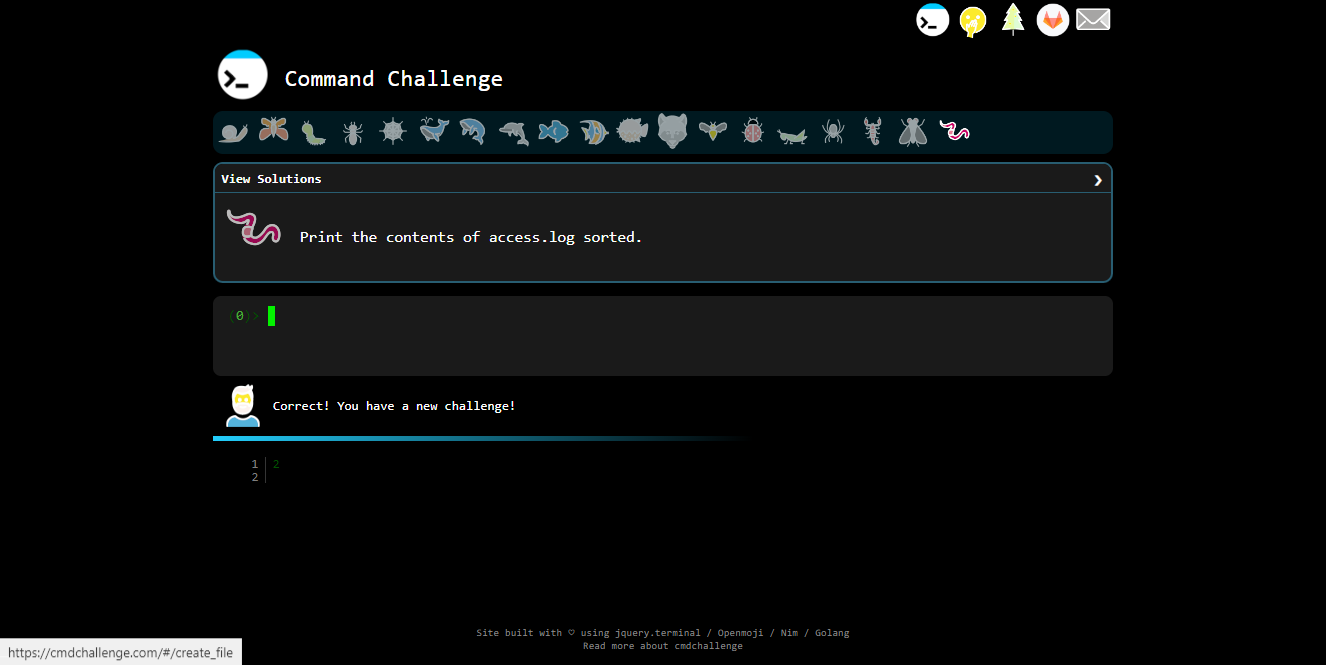 Command Challenge
View Solutions ❯
Print the contents of access.log sorted.
(0)>
Correct! You have a new challenge!
1 2
2
Site built with ♡ using jquery.terminal / Openmoji / Nim / Golang
Read more about cmdchallenge
https://cmdchallenge.com/#/create_file